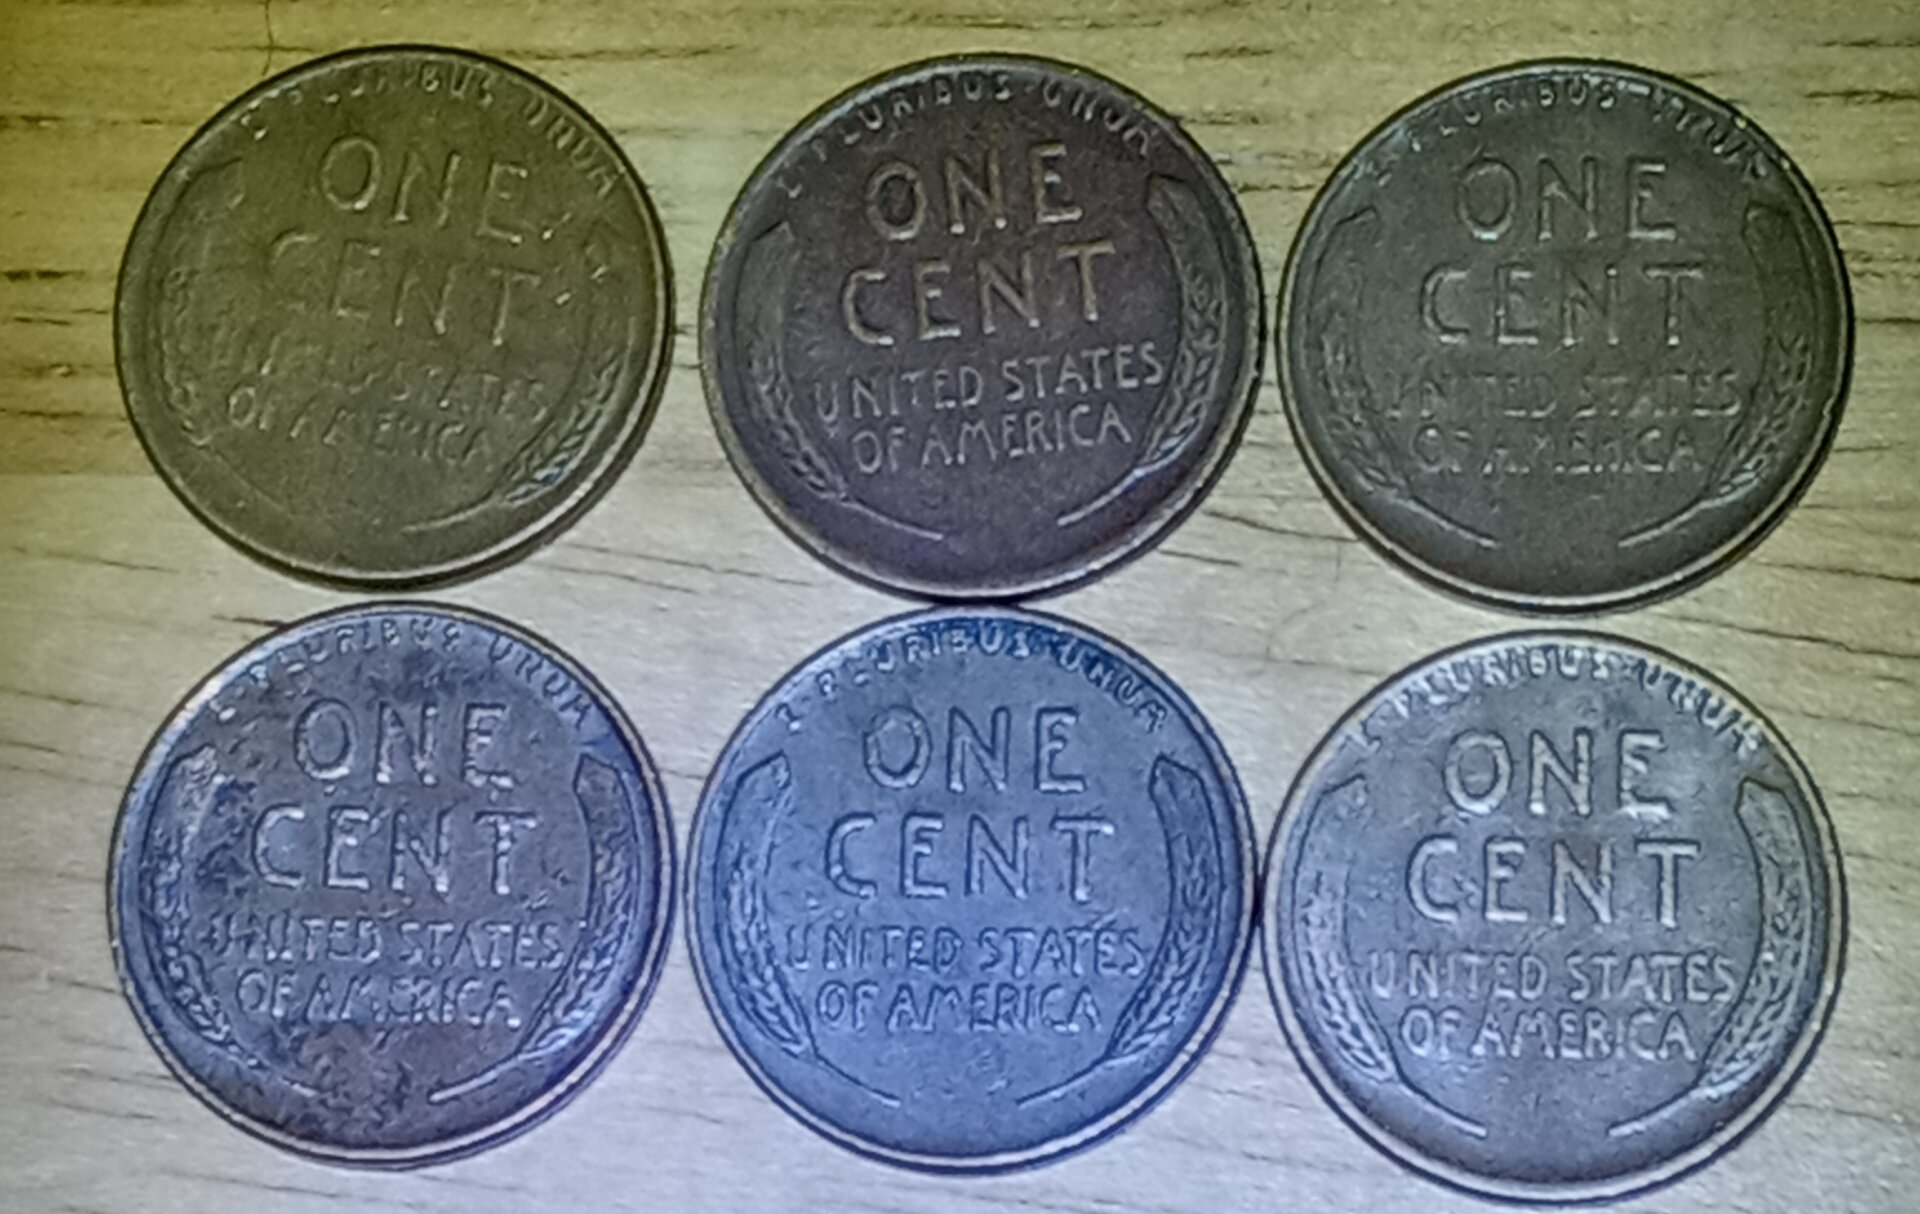 E · PLURIBUS · UNUM
ONE
CENT
UNITED STATES
OF AMERICA
E · PLURIBUS · UNUM
ONE
CENT
UNITED STATES
OF AMERICA
E · PLURIBUS · UNUM
ONE
CENT
UNITED STATES
OF AMERICA
E · PLURIBUS · UNUM
ONE
CENT
UNITED STATES
OF AMERICA
E · PLURIBUS · UNUM
ONE
CENT
UNITED STATES
OF AMERICA
E · PLURIBUS · UNUM
ONE
CENT
UNITED STATES
OF AMERICA